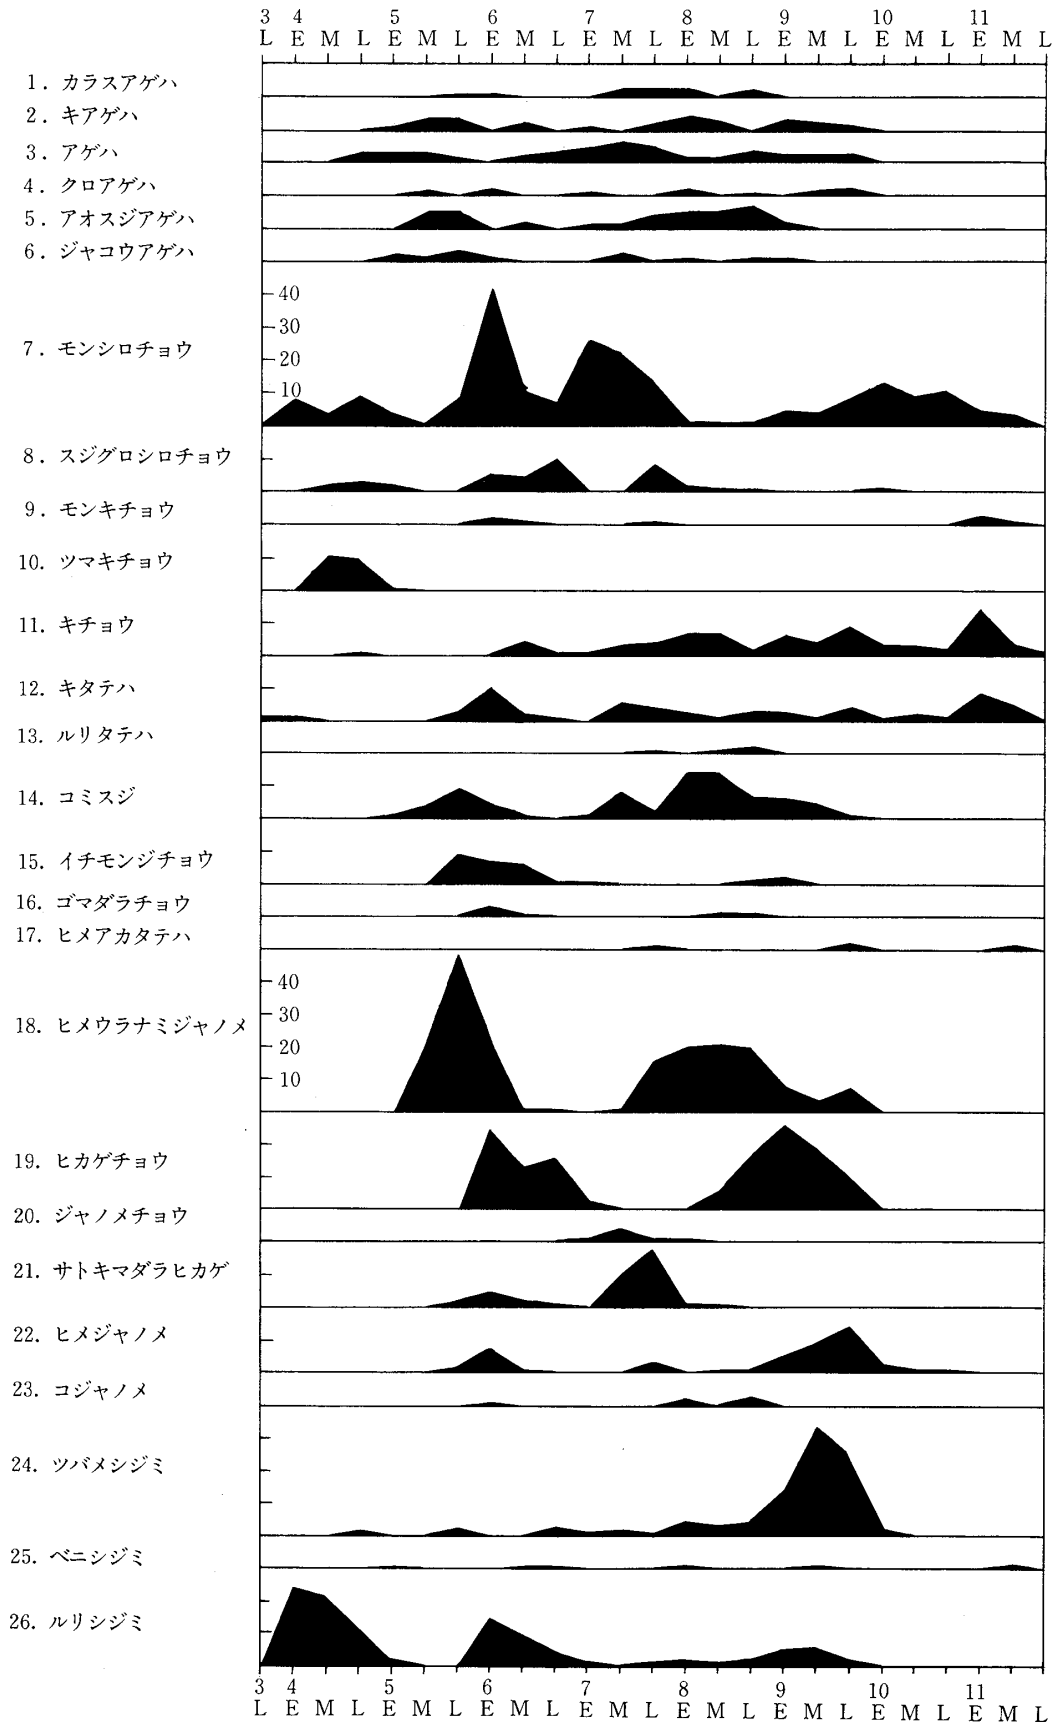 3 4 5 6 7 8 9 10 11
L E M L E M L E M L E M L E M L E M L E M L E M L
1. カラスアゲハ
2. キアゲハ
3. アゲハ
4. クロアゲハ
5. アオスジアゲハ
6. ジャコウアゲハ
40
30
7. モンシロチョウ
20
10
8. スジグロシロチョウ
9. モンキチョウ
10. ツマキチョウ
11. キチョウ
12. キタテハ
13. ルリタテハ
14. コミスジ
15. イチモンジチョウ
16. ゴマダラチョウ
17. ヒメアカタテハ
40
30
18. ヒメウラナミジャノメ
20
10
19. ヒカゲチョウ
20. ジャノメチョウ
21. サトキマダラヒカゲ
22. ヒメジャノメ
23. コジャノメ
24. ツバメシジミ
25. ベニシジミ
26. ルリシジミ
3 4 5 6 7 8 9 10 11
L E M L E M L E M L E M L E M L E M L E M L E M L